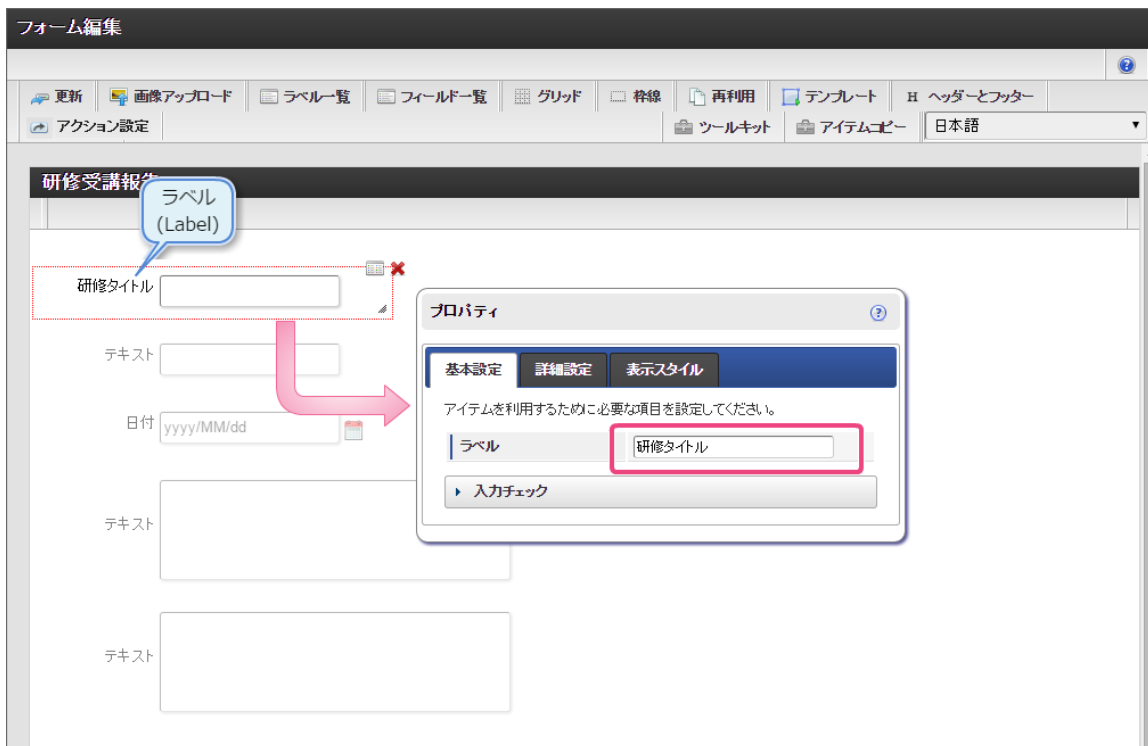 フォーム編集
更新 画像アップロード ラベル一覧 フィールド一覧 グリッド 枠線 再利用 テンプレート H ヘッダーとフッター
アクション設定 ツールキット アイテムコピー 日本語
研修受講報告
ラベル
(Label)
研修タイトル
テキスト
日付 yyyy/MM/dd
テキスト
テキスト
プロパティ
基本設定 詳細設定 表示スタイル
アイテムを利用するために必要な項目を設定してください。
ラベル 研修タイトル
入力チェック